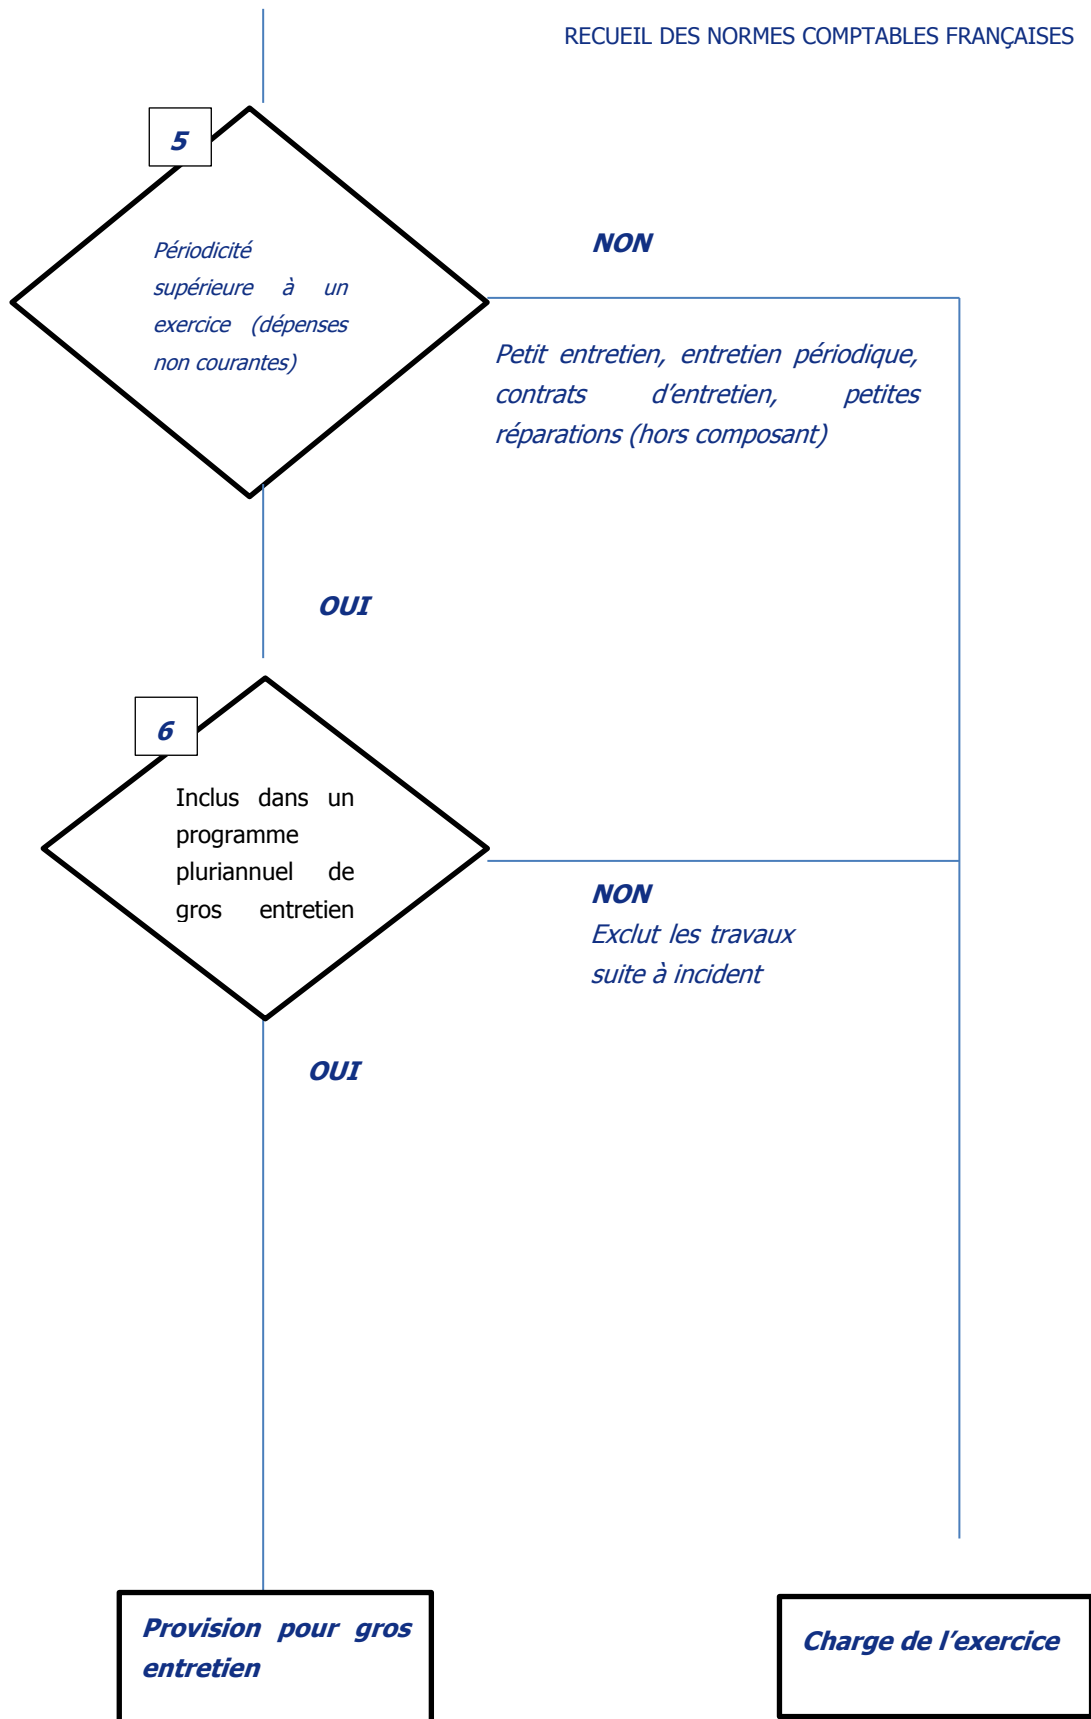 RECUEIL DES NORMES COMPTABLES FRANÇAISES
5
Périodicité
supérieure à un
exercice (dépenses
non courantes)
NON
Petit entretien, entretien périodique,
contrats d'entretien, petites
réparations (hors composant)
OUI
6
Inclus dans un
programme
pluriannuel de
gros entretien
NON
Exclut les travaux
suite à incident
OUI
Provision pour gros
entretien
Charge de l'exercice